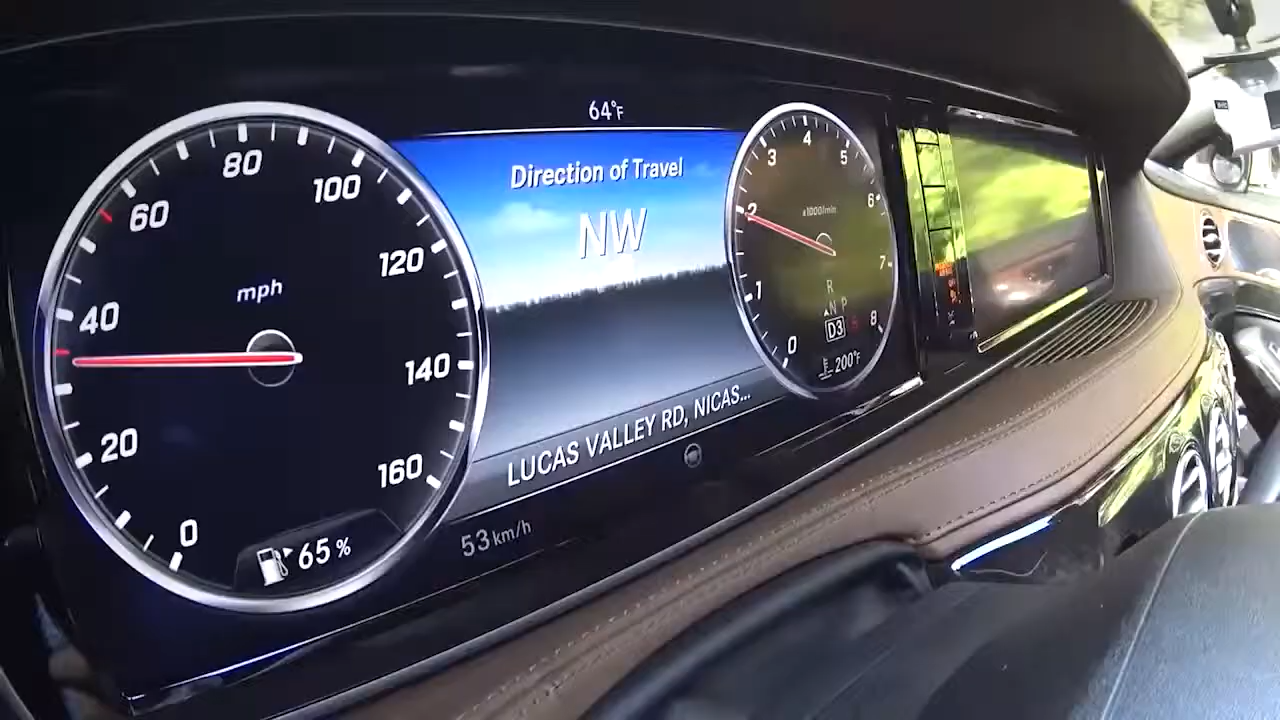 64°F
Direction of Travel
NW
LUCAS VALLEY RD, NICAS...
53 km/h
0
20
40
60
80
100
120
140
160
mph
65 %
0
1
2
3
4
5
6
7
8
x1000/min
R
N P
D3
200°F